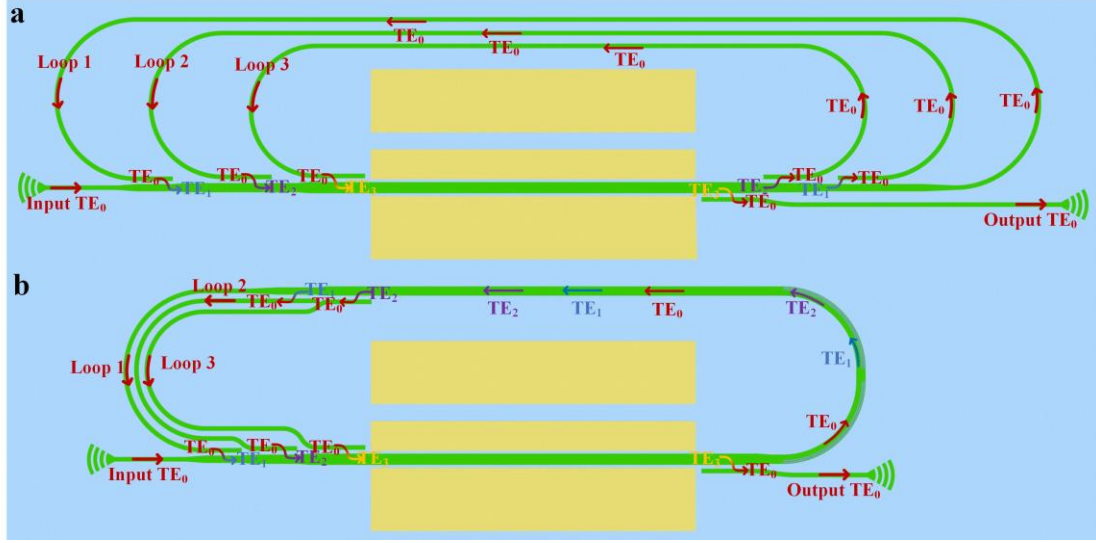 a
TE₀
TE₀
TE₀
Loop 1
Loop 2
Loop 3
TE₀
TE₀
TE₀
TE₀
TE₁
TE₀
TE₂
TE₀
TE₃
TE₃
TE₀
TE₂
TE₀
TE₁
TE₀
Input TE₀
Output TE₀
b
Loop 2
TE₀
TE₁
TE₀
TE₂
TE₂
TE₁
TE₀
TE₂
TE₁
TE₀
Loop 1
Loop 3
TE₀
TE₁
TE₀
TE₂
TE₀
TE₃
TE₃
TE₀
Input TE₀
Output TE₀